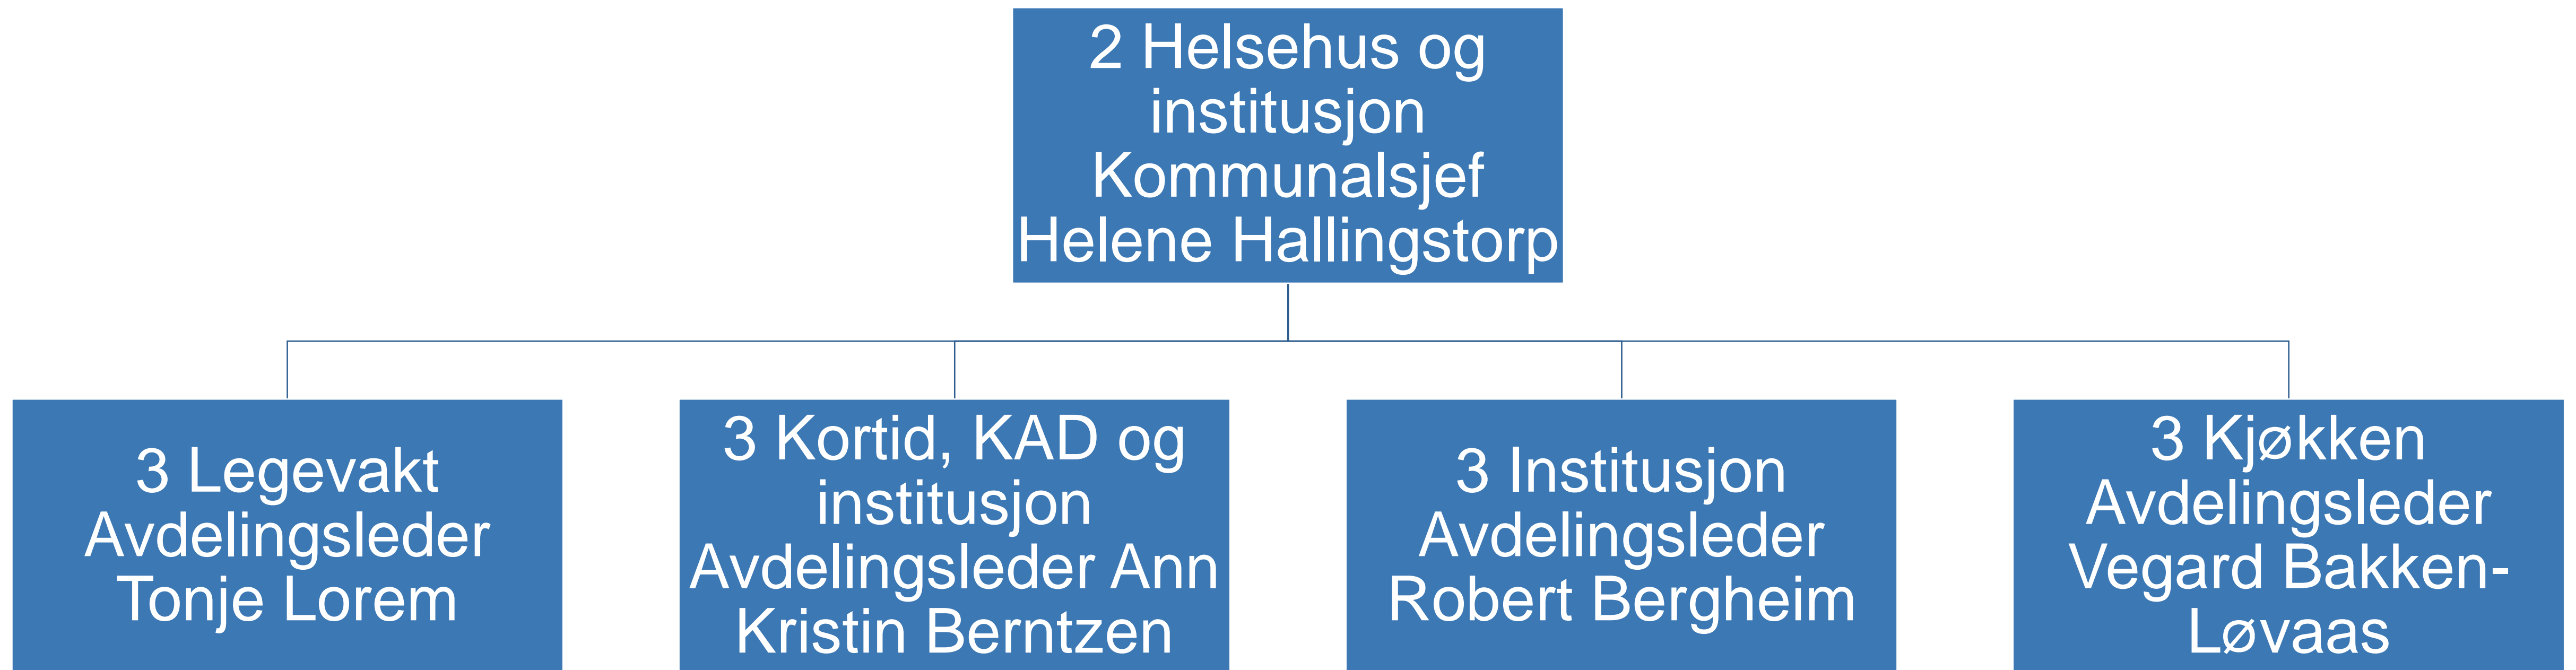 2 Helsehus og
institusjon
Kommunalsjef
Helene Hallingstorp
3 Legevakt
Avdelingsleder
Tonje Lorem
3 Kortid, KAD og
institusjon
Avdelingsleder Ann
Kristin Berntzen
3 Institusjon
Avdelingsleder
Robert Bergheim
3 Kjøkken
Avdelingsleder
Vegard Bakken-
Løvaas